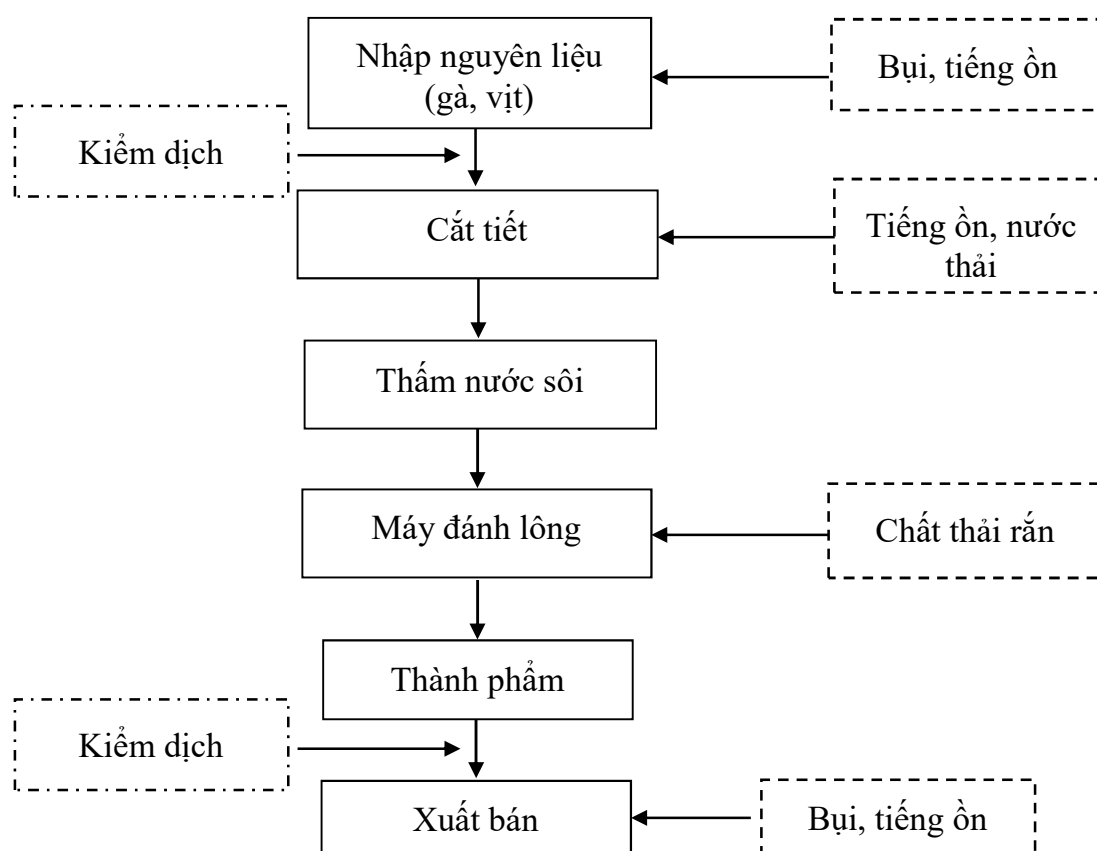 Nhập nguyên liệu
(gà, vịt)
Bụi, tiếng ồn
Kiểm dịch
Cắt tiết
Tiếng ồn, nước
thải
Thấm nước sôi
Máy đánh lông
Chất thải rắn
Thành phẩm
Kiểm dịch
Xuất bán
Bụi, tiếng ồn